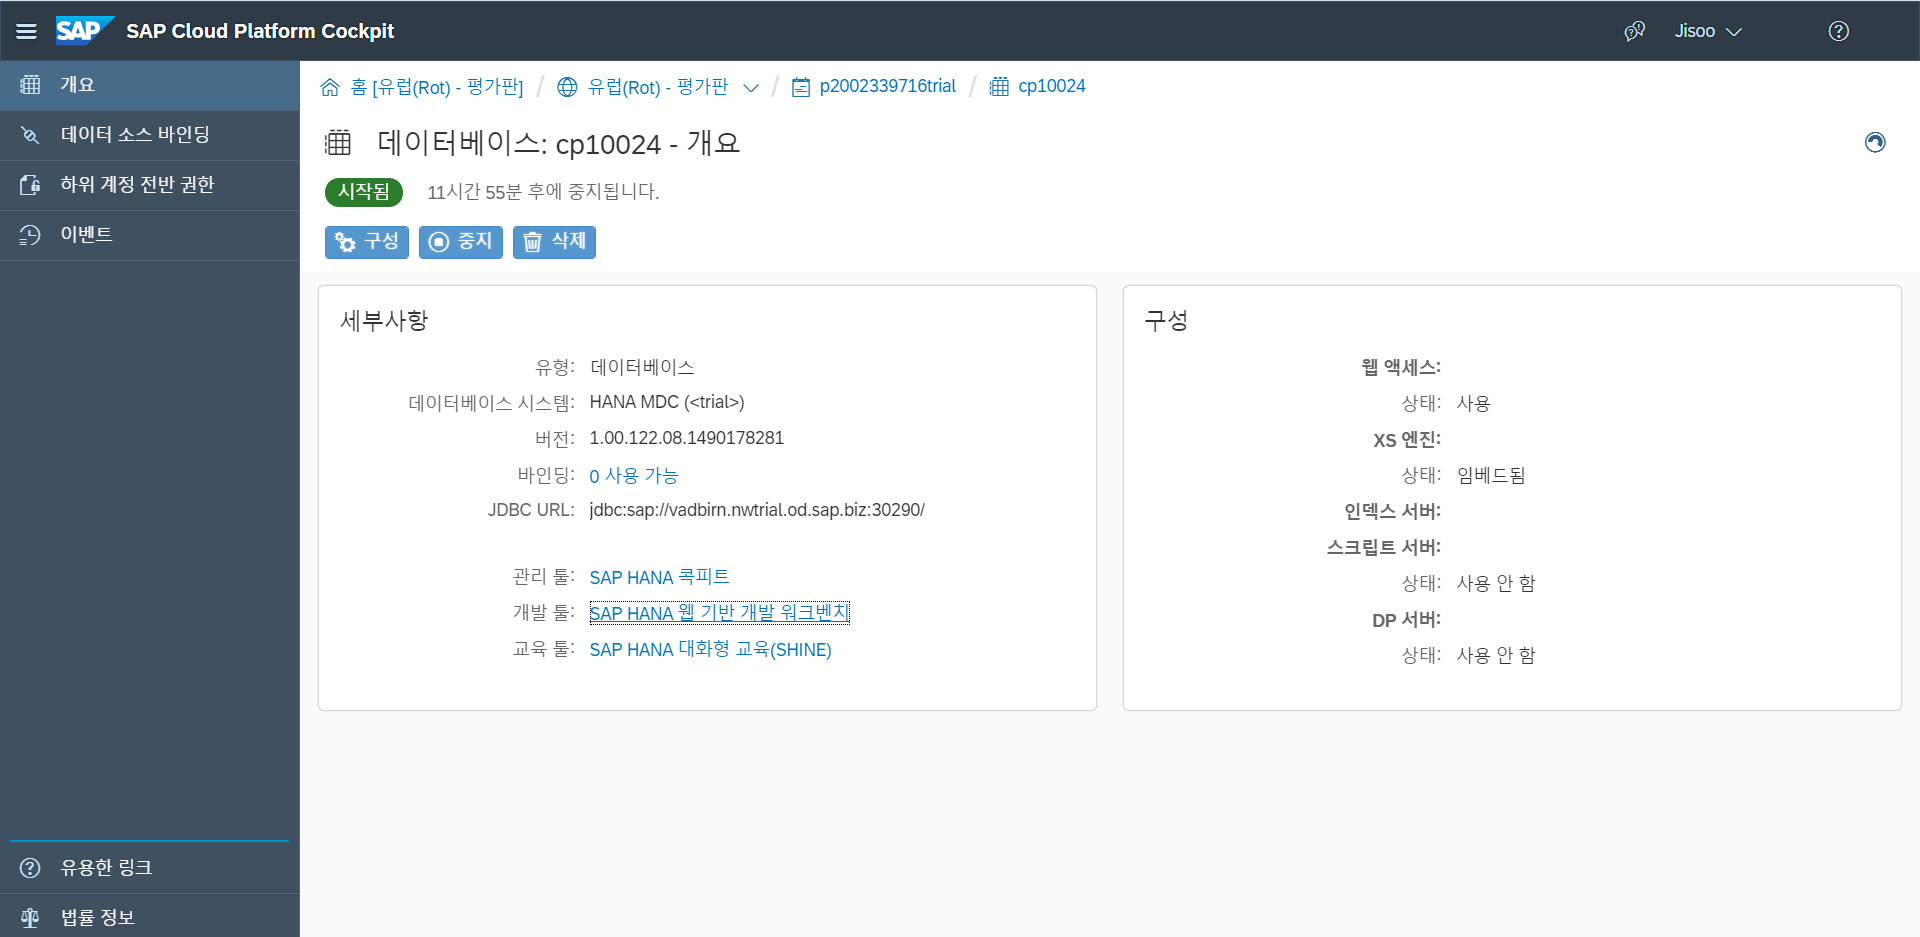 SAP SAP Cloud Platform Cockpit Jisoo
개요
데이터 소스 바인딩
하위 계정 전반 권한
이벤트
유용한 링크
법률 정보
홈 [유럽(Rot) - 평가판] / 유럽(Rot) - 평가판 / p2002339716trial / cp10024
데이터베이스: cp10024 - 개요
시작됨 11시간 55분 후에 중지됩니다.
구성 중지 삭제
세부사항
유형: 데이터베이스
데이터베이스 시스템: HANA MDC (<trial>)
버전: 1.00.122.08.1490178281
바인딩: 0 사용 가능
JDBC URL: jdbc:sap://vadbirn.nwtrial.od.sap.biz:30290/
관리 툴: SAP HANA 콕피트
개발 툴: SAP HANA 웹 기반 개발 워크벤치
교육 툴: SAP HANA 대화형 교육(SHINE)
구성
웹 액세스:
상태: 사용
XS 엔진:
상태: 임베드됨
인덱스 서버:
스크립트 서버:
상태: 사용 안 함
DP 서버:
상태: 사용 안 함